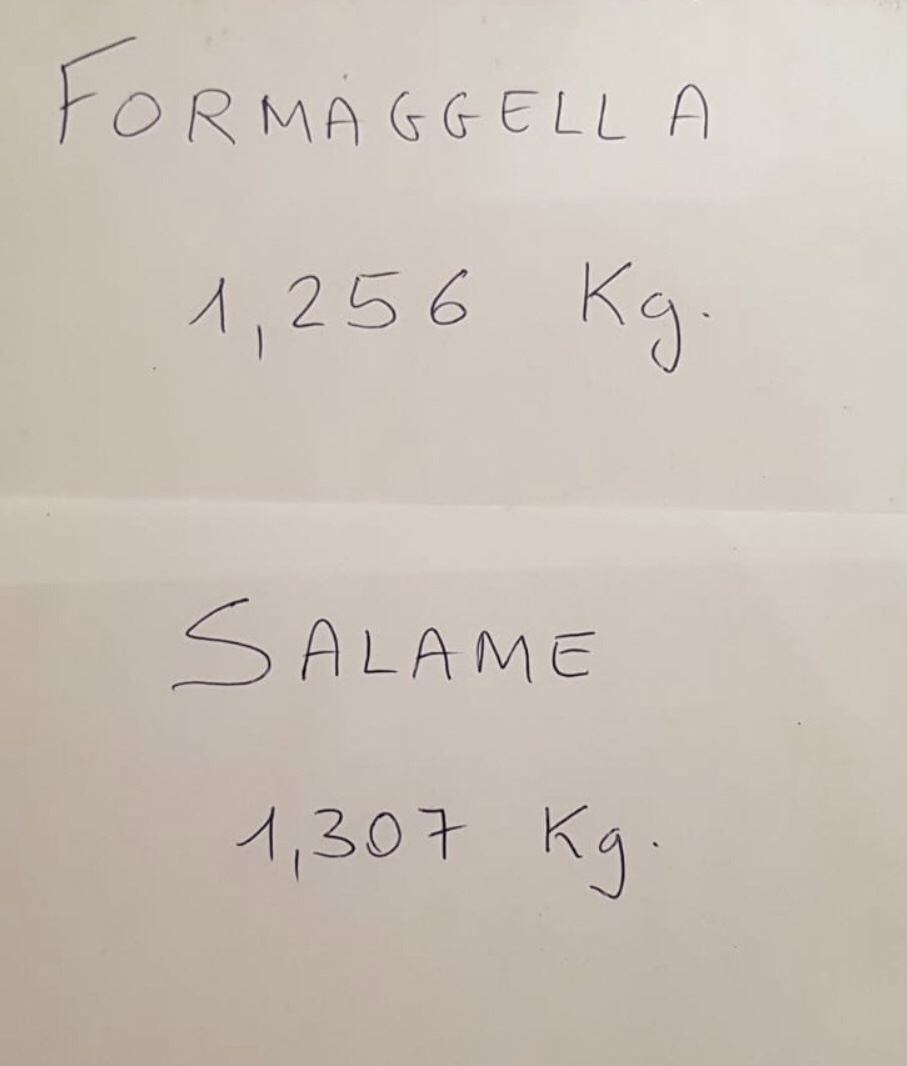 FORMAGGELLA
1,256 Kg.
SALAME
1,307 Kg.